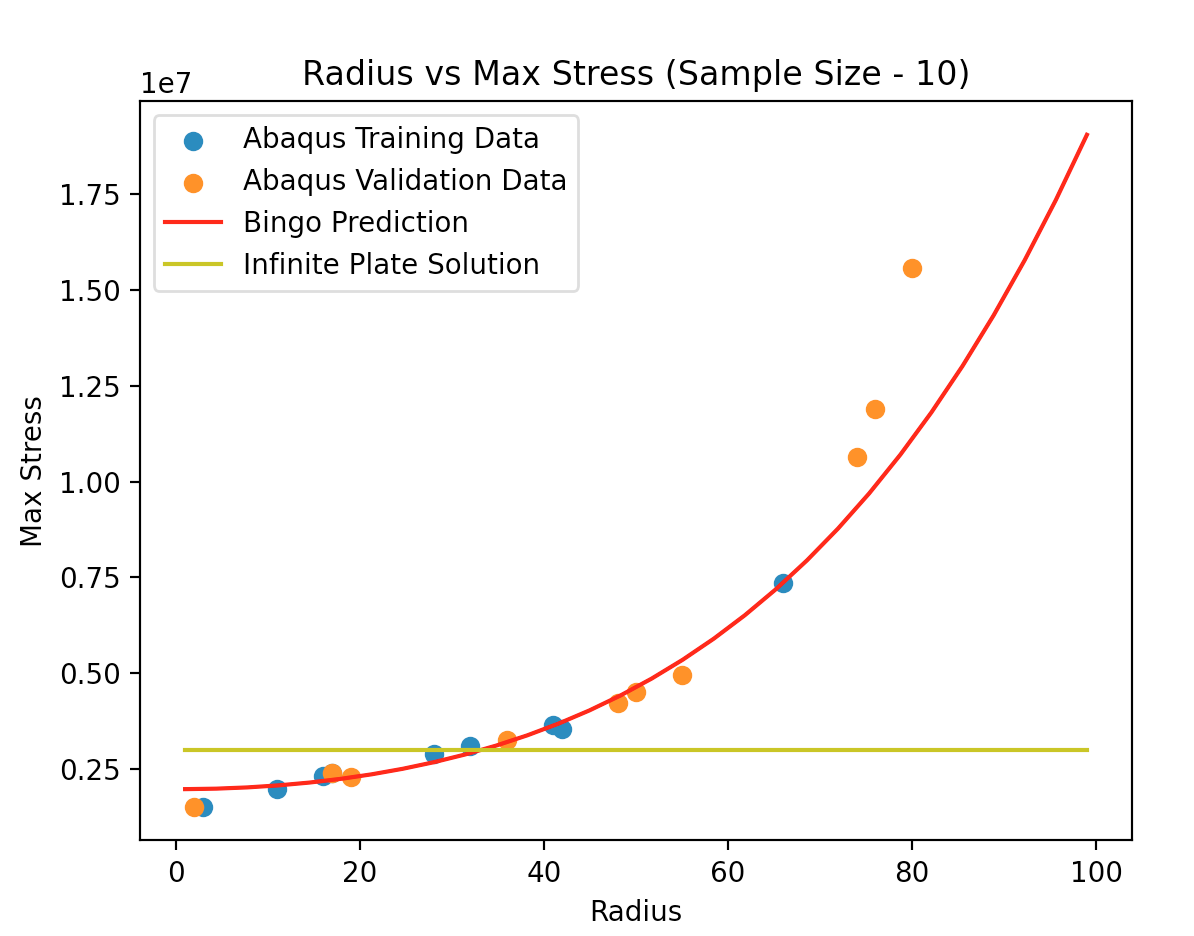 Radius vs Max Stress (Sample Size - 10)
1e7
Abaqus Training Data
Abaqus Validation Data
Bingo Prediction
Infinite Plate Solution
1.75
1.50
1.25
1.00
0.75
0.50
0.25
Max Stress
0 20 40 60 80 100
Radius